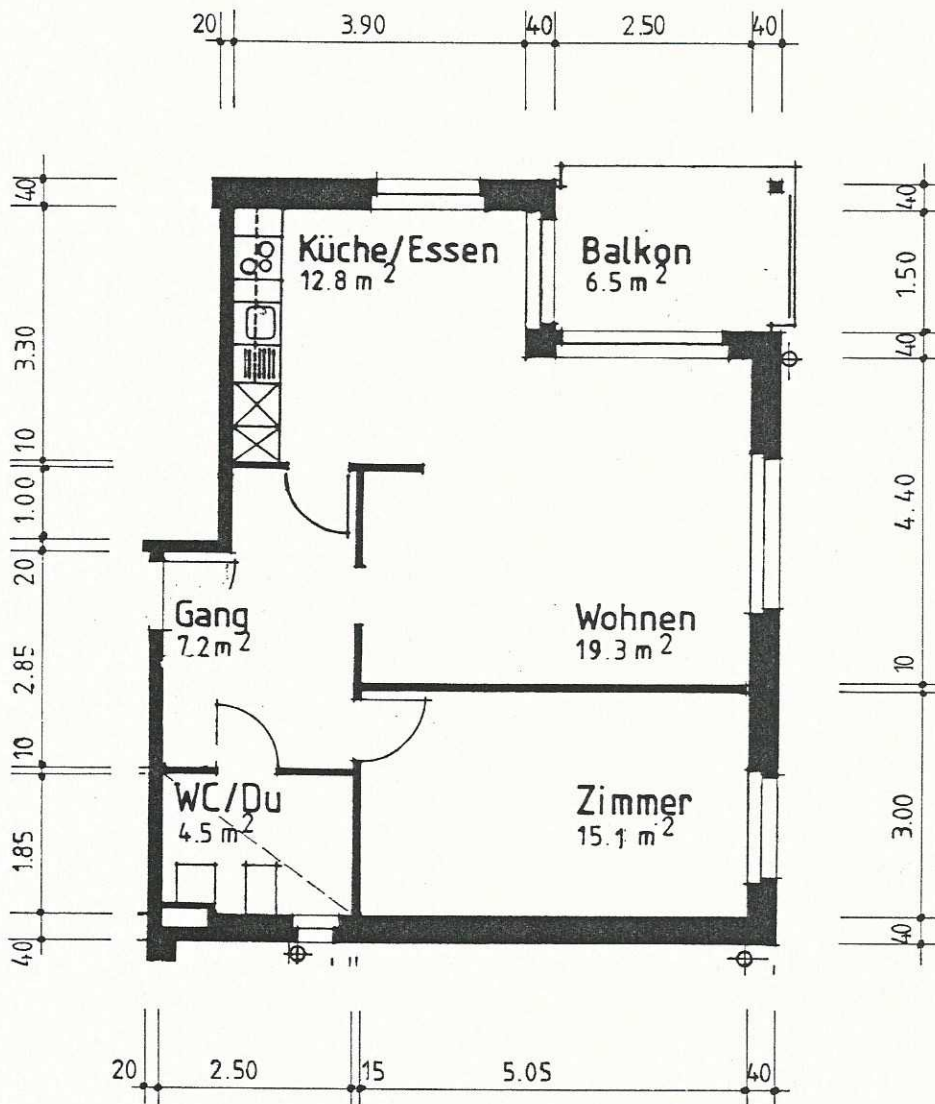 20 3.90 40 2.50 40
40
3.30
10
1.00
20
2.85
10
1.85
40
Küche/Essen
12.8 m²
Balkon
6.5 m²
40
1.50
40
4.40
10
3.00
40
Gang
7.2 m²
Wohnen
19.3 m²
WC/Du
4.5 m²
Zimmer
15.1 m²
20 2.50 15 5.05 40